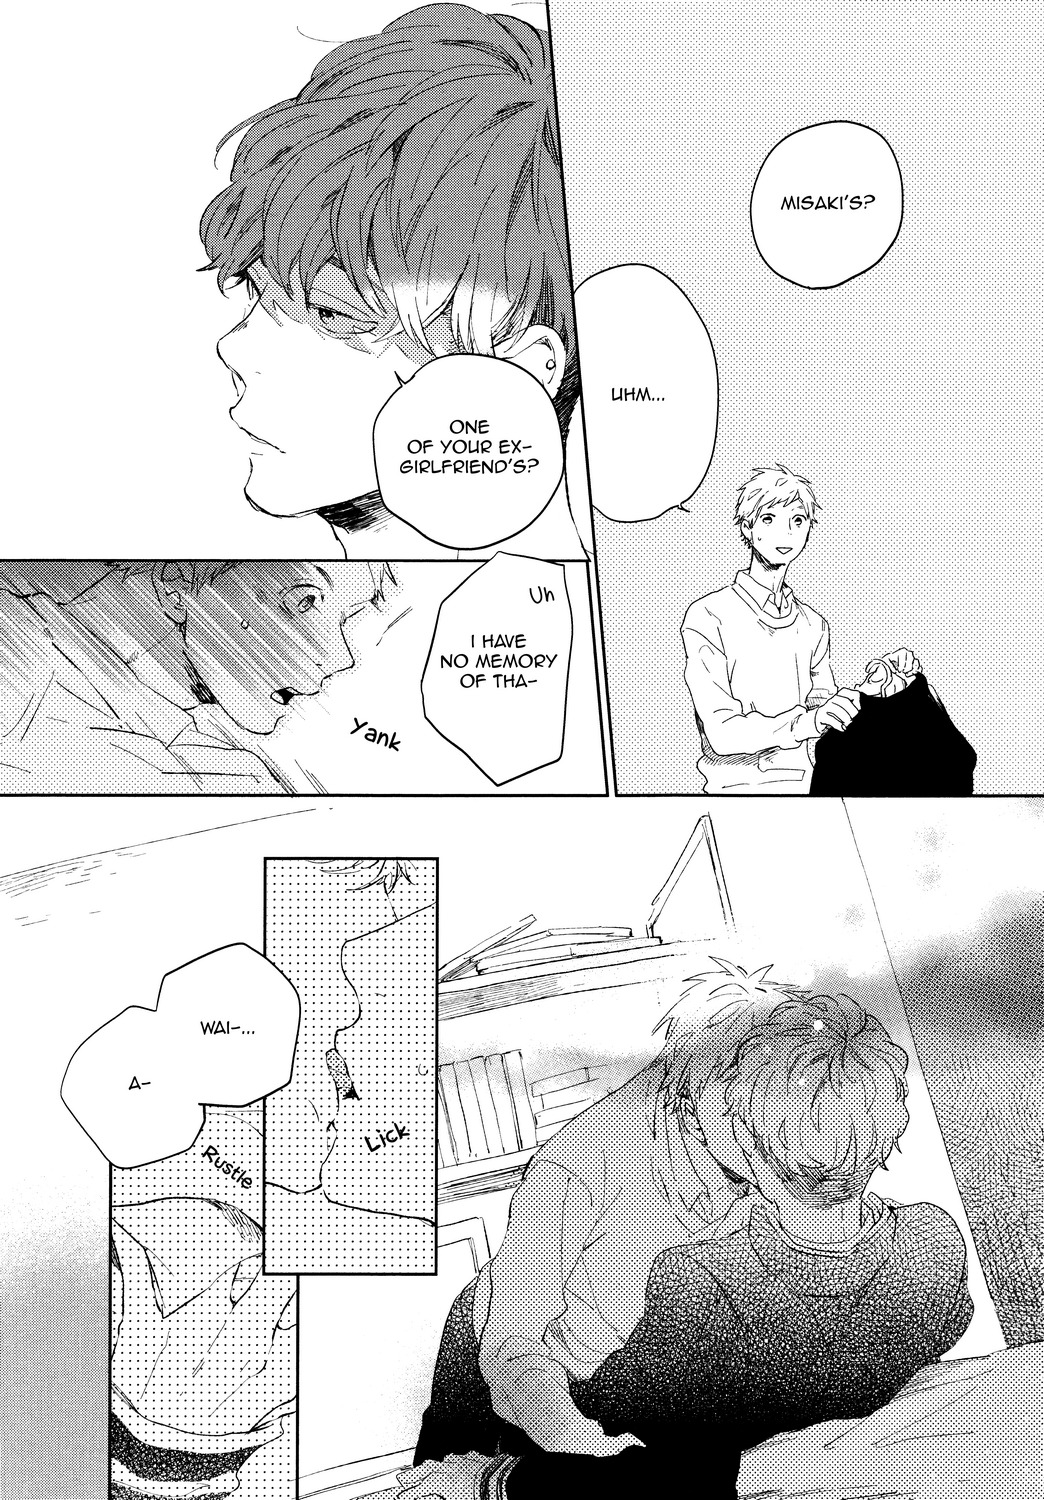 MISAKI'S?
UHM...
ONE
OF YOUR EX-
GIRLFRIEND'S?
Uh
I HAVE
NO MEMORY
OF THA-
Yank
Lick
WAI-...
A-
Rustle